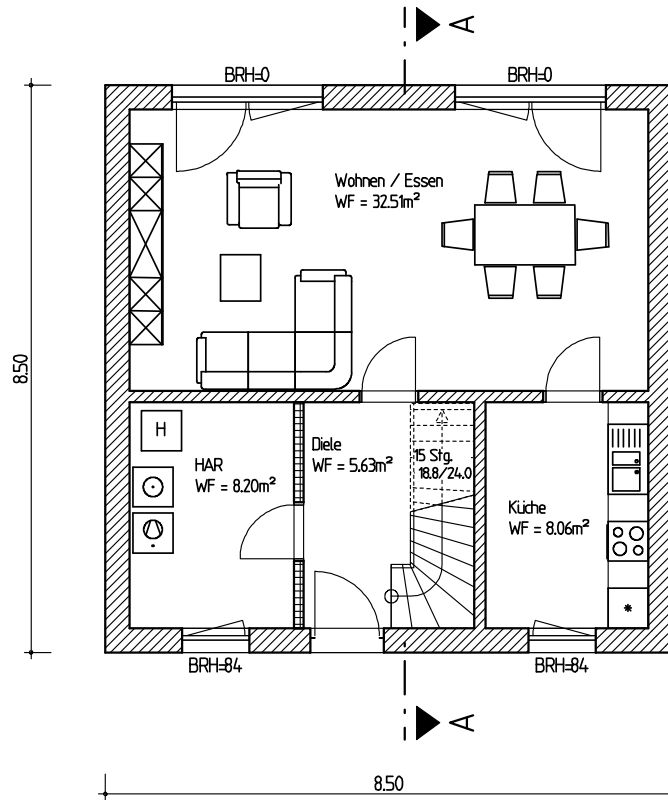 A
BRH=0
BRH=0
Wohnen / Essen
WF = 32.51m²
8.50
H
HAR
WF = 8.20m²
Diele
WF = 5.63m²
15 Stg.
18.8/24.0
Küche
WF = 8.06m²
BRH=84
BRH=84
A
8.50